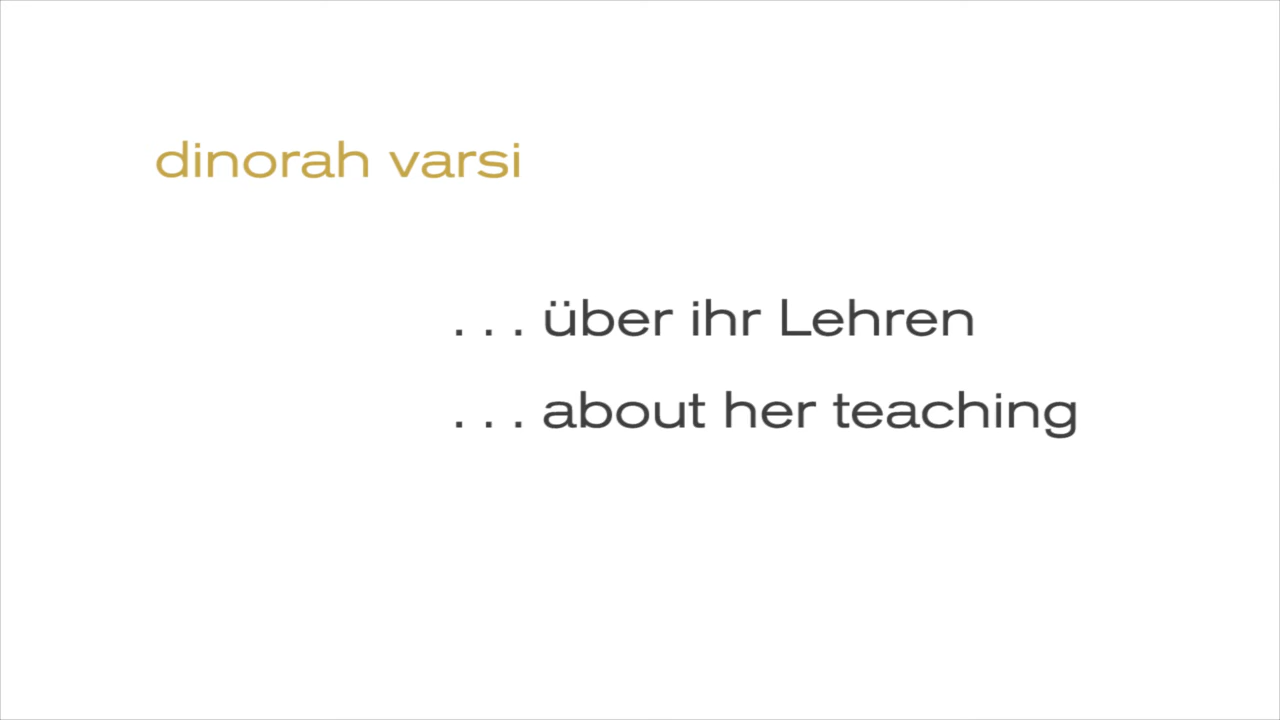 dinorah varsi
. . . über ihr Lehren
. . . about her teaching